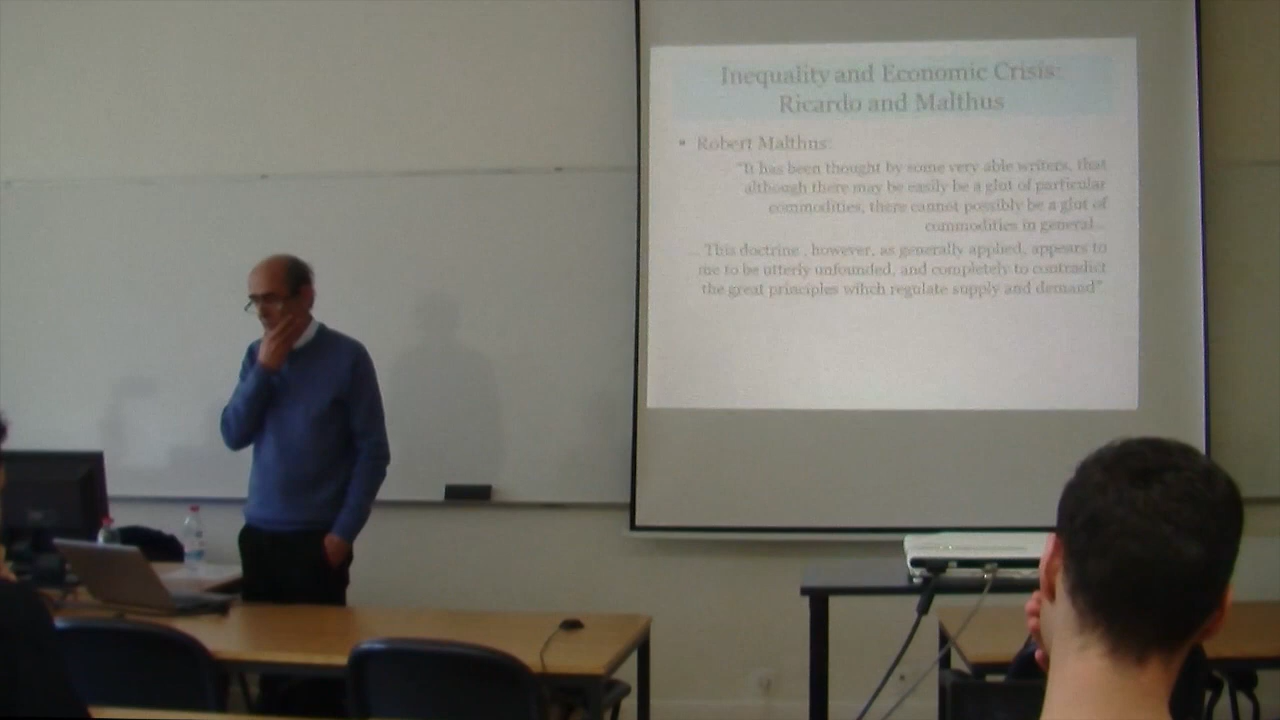 Inequality and Economic Crisis:
Ricardo and Malthus
• Robert Malthus:
"It has been thought by some very able writers, that
although there may be easily be a glot of particular
commodities, there cannot possibly be a glot of
commodities in general...
... This doctrine , however, as generally applied, appears to
me to be utterly unfounded, and completely to contradict
the great principles wihch regulate supply and demand"